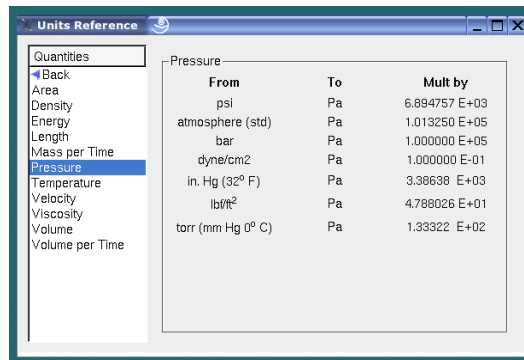 Units Reference
Quantities
Back
Area
Density
Energy
Length
Mass per Time
Pressure
Temperature
Velocity
Viscosity
Volume
Volume per Time
Pressure
From To Mult by
psi Pa 6.894757 E+03
atmosphere (std) Pa 1.013250 E+05
bar Pa 1.000000 E+05
dyne/cm2 Pa 1.000000 E-01
in. Hg (32⁰ F) Pa 3.38638 E+03
lbf/ft² Pa 4.788026 E+01
torr (mm Hg 0⁰ C) Pa 1.33322 E+02